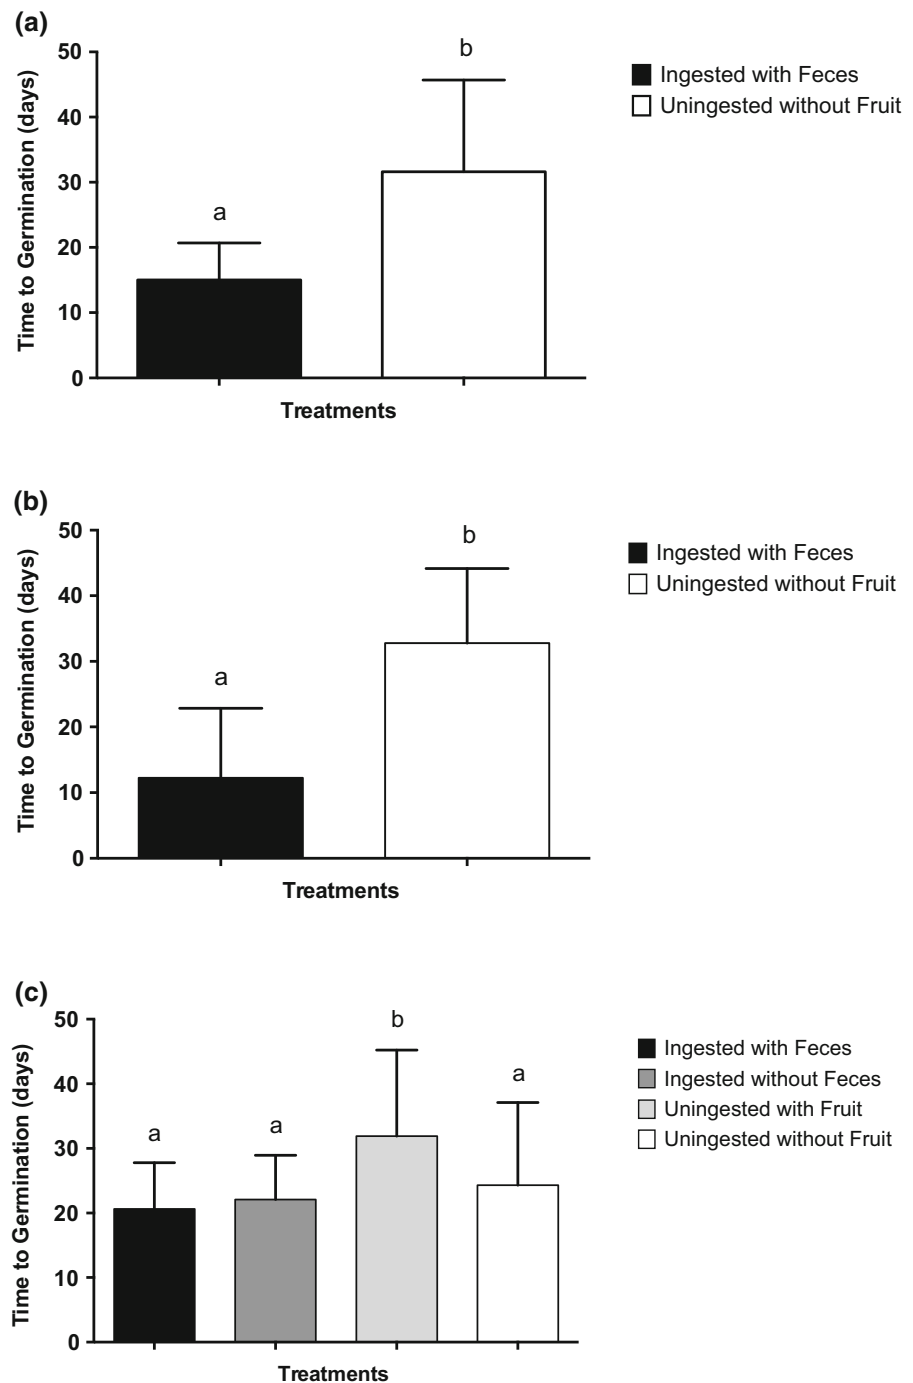 (a)
50
40
30
20
10
0
Time to Germination (days)
a
b
Treatments
Ingested with Feces
Uningested without Fruit
(b)
50
40
30
20
10
0
Time to Germination (days)
a
b
Treatments
Ingested with Feces
Uningested without Fruit
(c)
50
40
30
20
10
0
Time to Germination (days)
a
a
b
a
Treatments
Ingested with Feces
Ingested without Feces
Uningested with Fruit
Uningested without Fruit